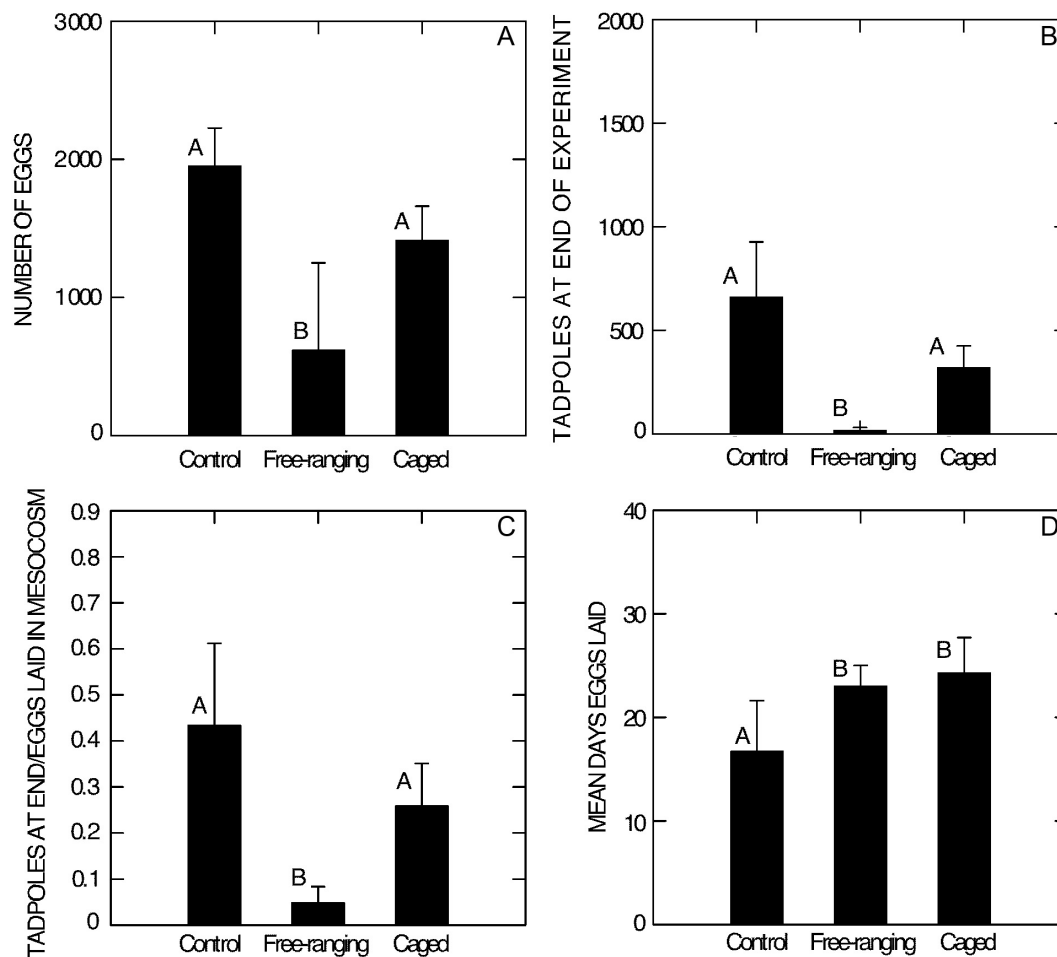 A
NUMBER OF EGGS
3000
2000
1000
0
A
B
A
Control Free-ranging Caged
B
TADPOLES AT END OF EXPERIMENT
2000
1500
1000
500
0
A
B
A
Control Free-ranging Caged
C
TADPOLES AT END/EGGS LAID IN MESOCOSM
0.9
0.8
0.7
0.6
0.5
0.4
0.3
0.2
0.1
0
A
B
A
Control Free-ranging Caged
D
MEAN DAYS EGGS LAID
40
30
20
10
0
A
B
B
Control Free-ranging Caged